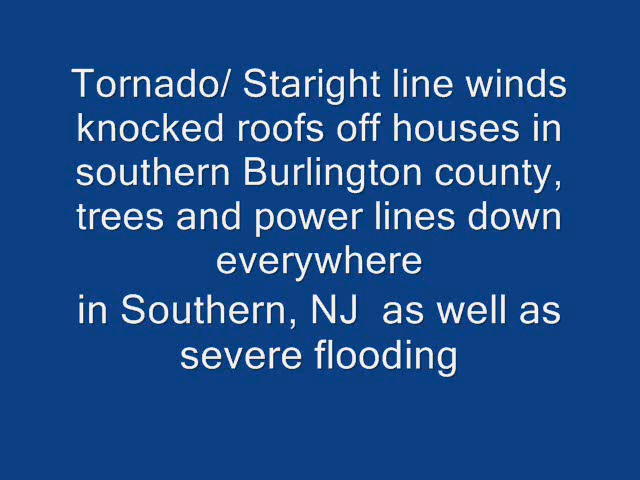 Tornado/ Staright line winds
knocked roofs off houses in
southern Burlington county,
trees and power lines down
everywhere
in Southern, NJ  as well as
severe flooding